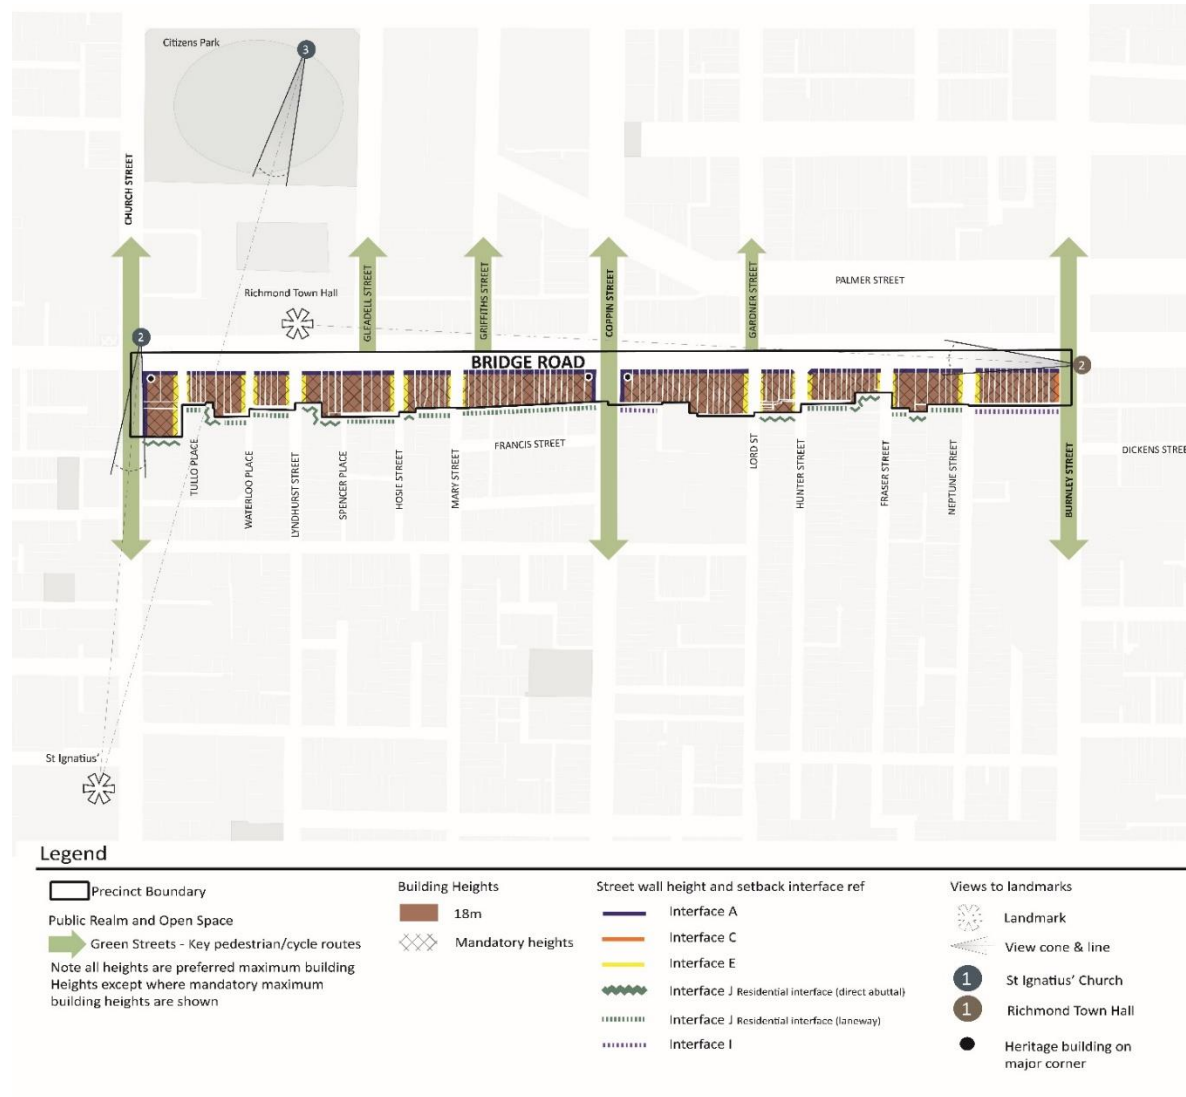 Citizens Park
3
CHURCH STREET
Richmond Town Hall
GLEADELL STREET
GRIFFITHS STREET
COPPIN STREET
GARDNER STREET
PALMER STREET
2
BRIDGE ROAD
2
TULLO PLACE
WATERLOO PLACE
LYNDHURST STREET
SPENCER PLACE
HOSIE STREET
MARY STREET
FRANCIS STREET
LORD ST
HUNTER STREET
FRASER STREET
NEPTUNE STREET
BURNLEY STREET
DICKENS STREE
St Ignatius'
Legend
Precinct Boundary
Public Realm and Open Space
Green Streets - Key pedestrian/cycle routes
Note all heights are preferred maximum building
Heights except where mandatory maximum
building heights are shown
Building Heights
18m
Mandatory heights
Street wall height and setback interface ref
Interface A
Interface C
Interface E
Interface J Residential interface (direct abuttal)
Interface J Residential interface (laneway)
Interface I
Views to landmarks
Landmark
View cone & line
1 St Ignatius' Church
1 Richmond Town Hall
Heritage building on
major corner